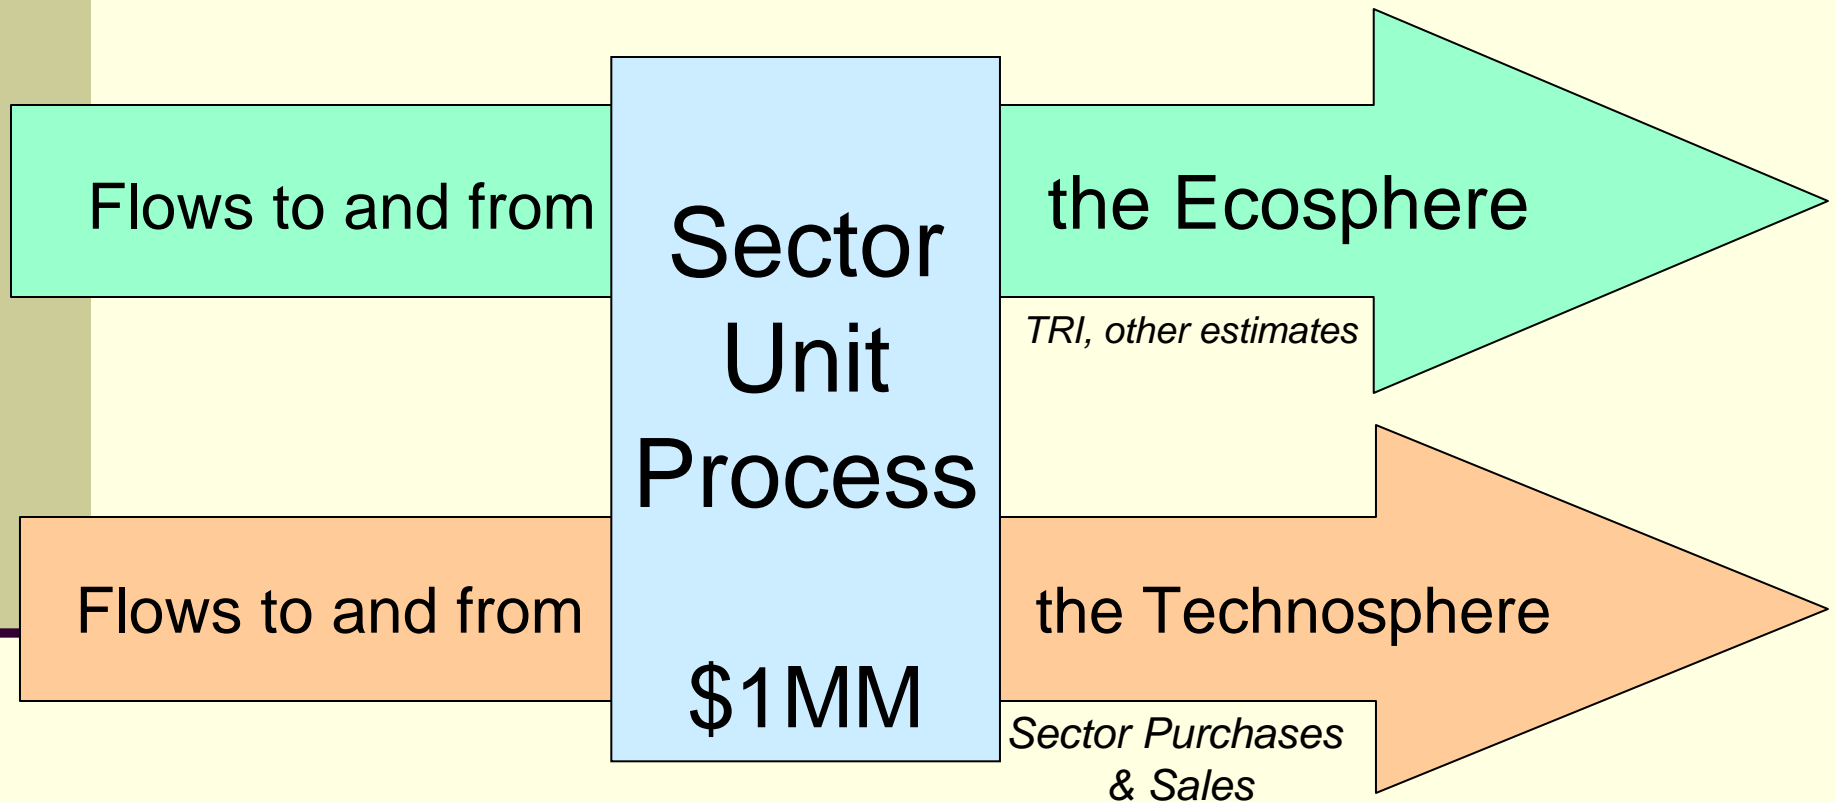 Flows to and from
the Ecosphere
TRI, other estimates
Sector
Unit
Process
$1MM
Flows to and from
the Technosphere
Sector Purchases
& Sales